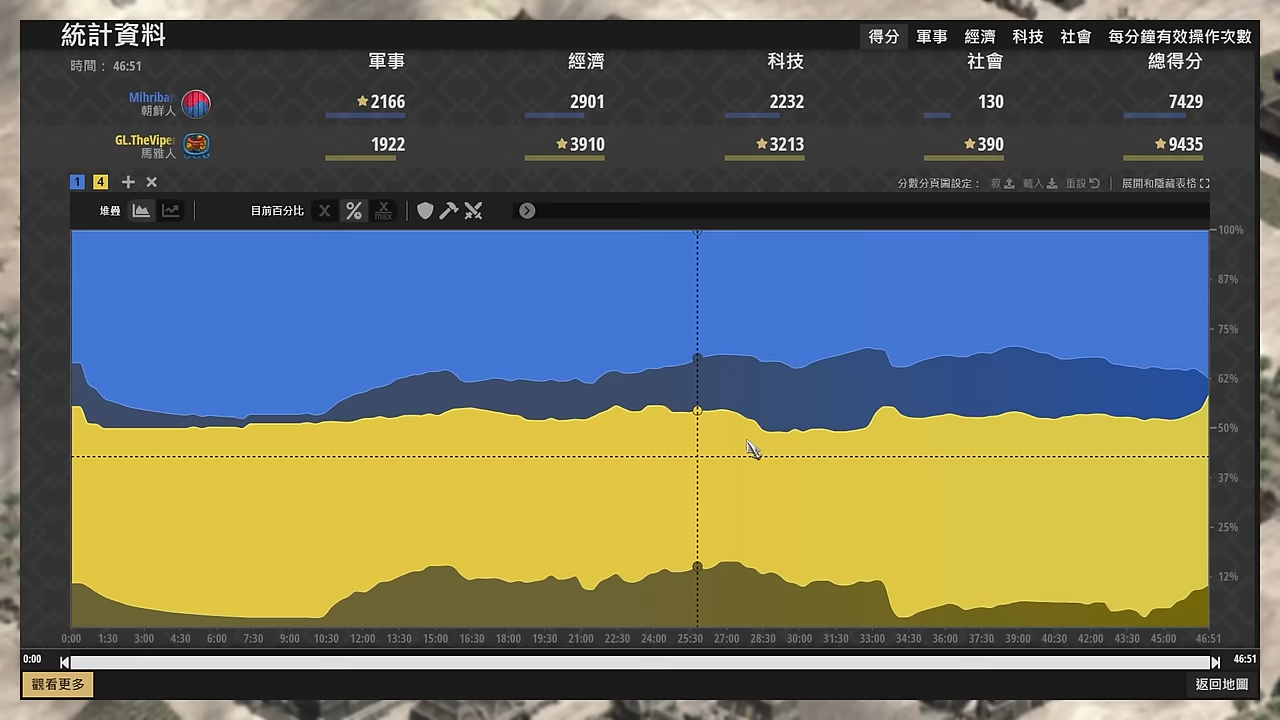 統計資料
得分 軍事 經濟 科技 社會 每分鐘有效操作次數
時間： 46:51
軍事 經濟 科技 社會 總得分
Mihriba
朝鮮人
2166 2901 2232 130 7429
GL.TheViper
馬雅人
1922 3910 3213 390 9435
1 4
分數分頁圖設定： 載入 重設 展開和隱藏表格
堆疊 目前百分比 X % X max
100%
87%
75%
62%
50%
37%
25%
12%
0:00 1:30 3:00 4:30 6:00 7:30 9:00 10:30 12:00 13:30 15:00 16:30 18:00 19:30 21:00 22:30 24:00 25:30 27:00 28:30 30:00 31:30 33:00 34:30 36:00 37:30 39:00 40:30 42:00 43:30 45:00 46:51
0:00 46:51
觀看更多 返回地圖